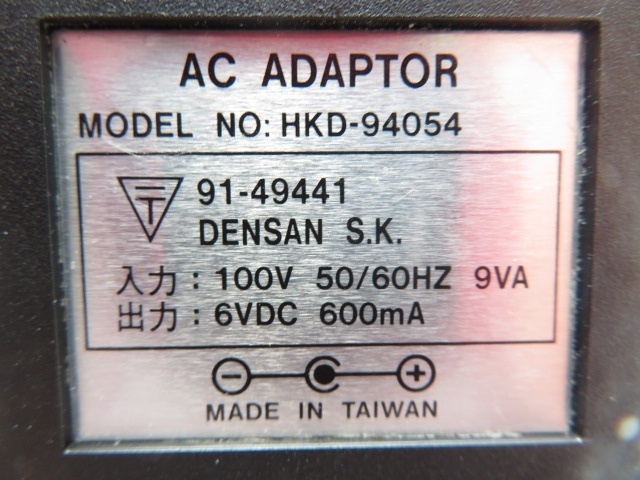 AC ADAPTOR
MODEL NO: HKD-94054
T 91-49441
DENSAN S.K.
入力 : 100V 50/60HZ 9VA
出力 : 6VDC 600mA
MADE IN TAIWAN